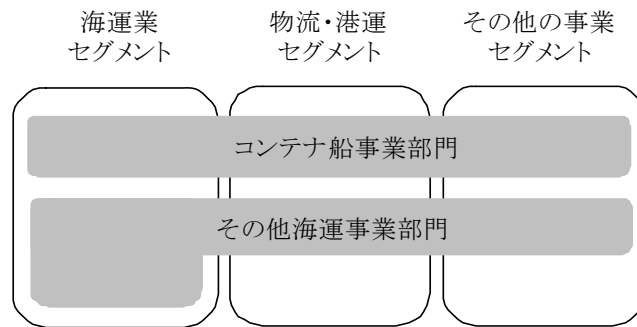 海運業
セグメント
物流・港運
セグメント
その他の事業
セグメント
コンテナ船事業部門
その他海運事業部門